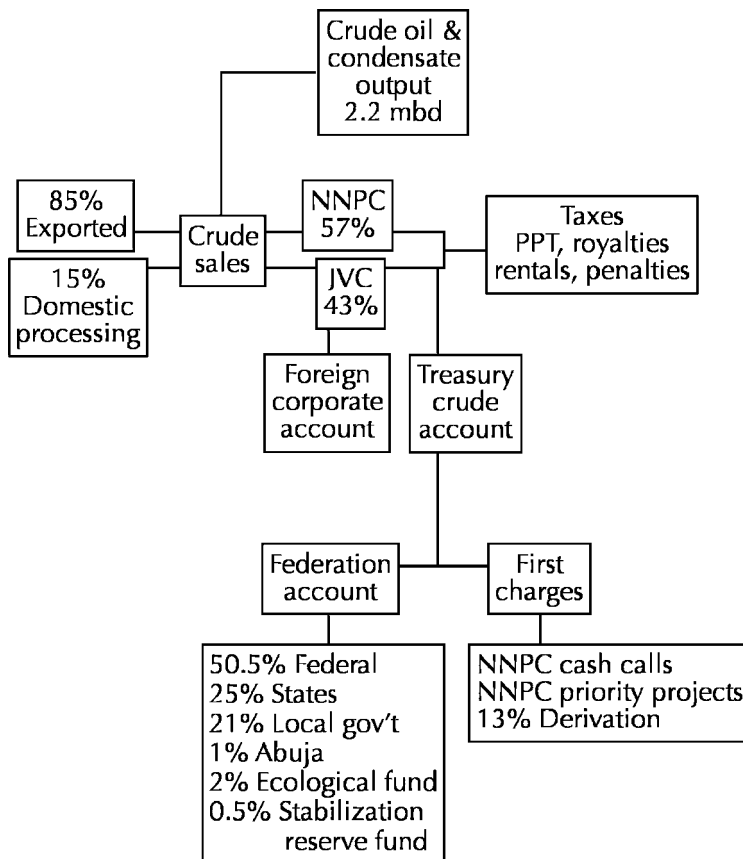 Crude oil &
condensate
output
2.2 mbd
85%
Exported
Crude
sales
NNPC
57%
Taxes
PPT, royalties
rentals, penalties
15%
Domestic
processing
JVC
43%
Foreign
corporate
account
Treasury
crude
account
Federation
account
First
charges
50.5% Federal
25% States
21% Local gov't
1% Abuja
2% Ecological fund
0.5% Stabilization
reserve fund
NNPC cash calls
NNPC priority projects
13% Derivation